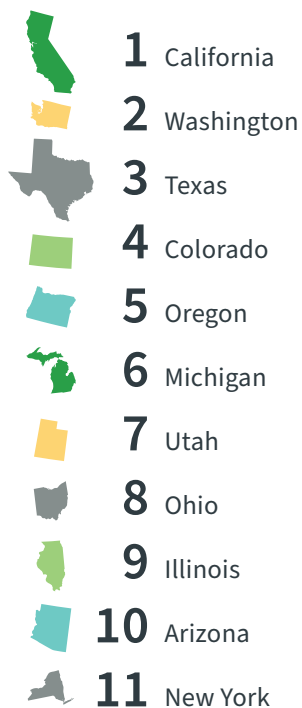 1 California
2 Washington
3 Texas
4 Colorado
5 Oregon
6 Michigan
7 Utah
8 Ohio
9 Illinois
10 Arizona
11 New York